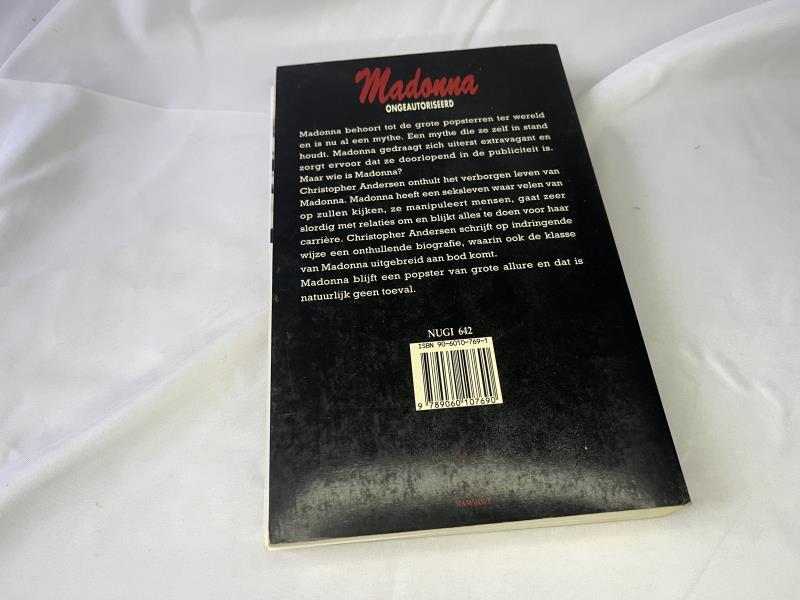 Madonna
ONGEAUTORISEERD
Madonna behoort tot de grote popsterren ter wereld
en is nu al een mythe. Een mythe die ze zelf in stand
houdt. Madonna gedraagt zich uiterst extravagant en
zorgt ervoor dat ze doorlopend in de publiciteit is.
Maar wie is Madonna?
Christopher Andersen onthult het verborgen leven van
Madonna. Madonna heeft een seksleven waar velen van
op zullen kijken, ze manipuleert mensen, gaat zeer
slordig met relaties om en blijkt alles te doen voor haar
carrière. Christopher Andersen schrijft op indringende
wijze een onthullende biografie, waarin ook de klasse
van Madonna uitgebreid aan bod komt.
Madonna blijft een popster van grote allure en dat is
natuurlijk geen toeval.
NUGI 642
ISBN 90-6010-769-1
9 789060 107690